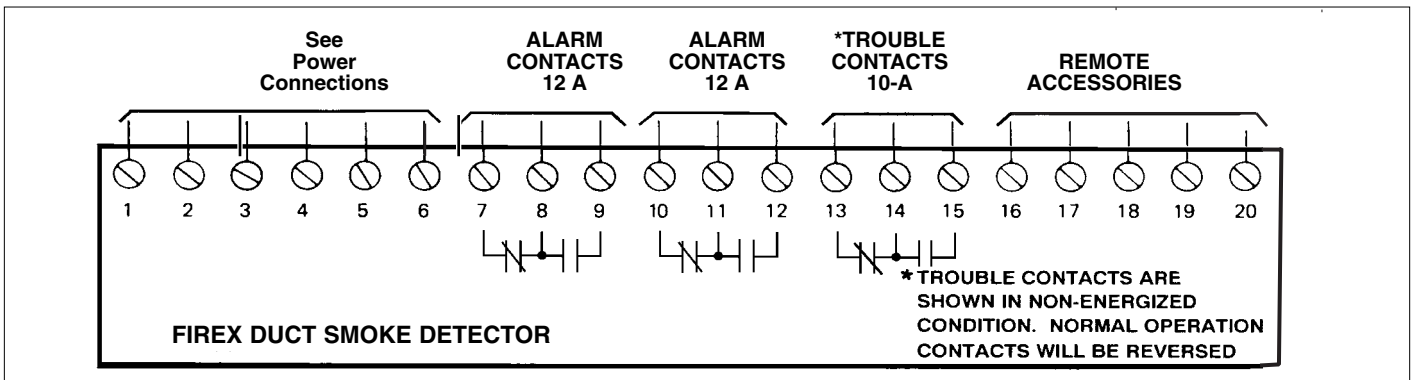 See
Power
Connections
ALARM
CONTACTS
12 A
ALARM
CONTACTS
12 A
*TROUBLE
CONTACTS
10-A
REMOTE
ACCESSORIES
1 2 3 4 5 6 7 8 9 10 11 12 13 14 15 16 17 18 19 20
* TROUBLE CONTACTS ARE
SHOWN IN NON-ENERGIZED
CONDITION. NORMAL OPERATION
CONTACTS WILL BE REVERSED
FIREX DUCT SMOKE DETECTOR